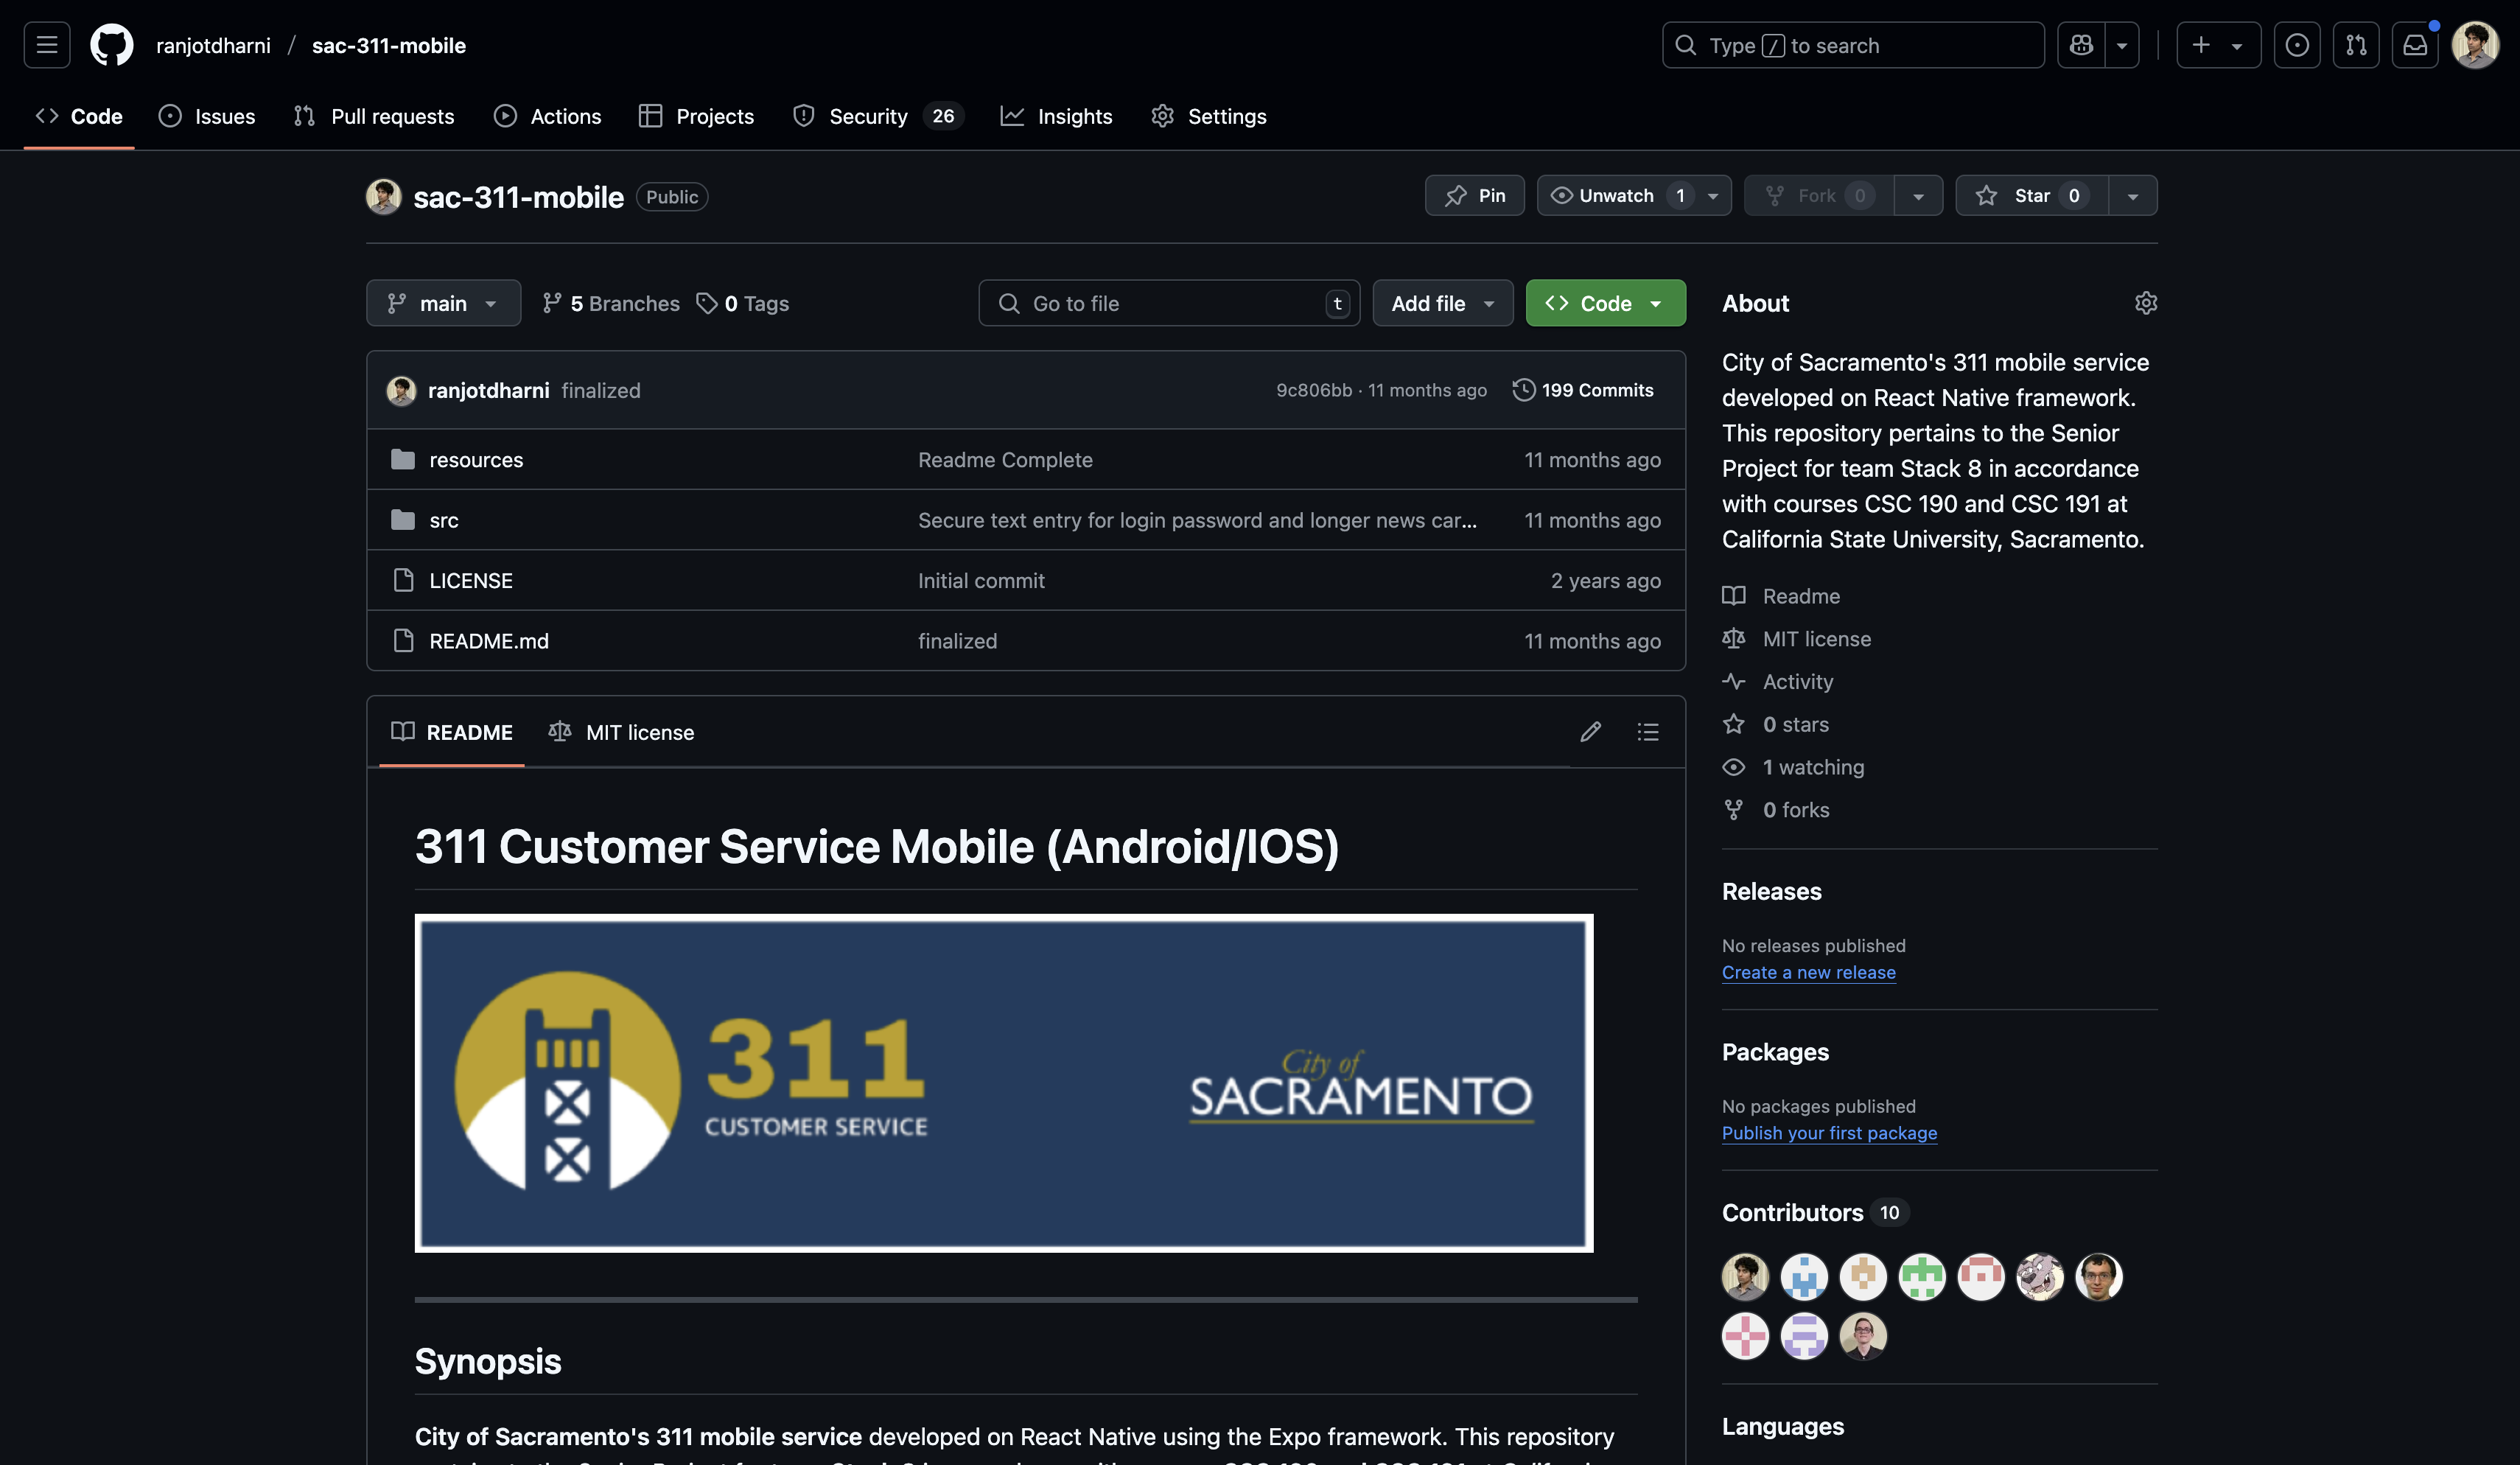 ranjotdharni / sac-311-mobile
Type / to search
Code
Issues
Pull requests
Actions
Projects
Security 26
Insights
Settings
sac-311-mobile Public
Pin
Unwatch 1
Fork 0
Star 0
main
5 Branches
0 Tags
Go to file t
Add file
Code
ranjotdharni finalized
9c806bb · 11 months ago
199 Commits
resources Readme Complete 11 months ago
src Secure text entry for login password and longer news car... 11 months ago
LICENSE Initial commit 2 years ago
README.md finalized 11 months ago
README
MIT license
311 Customer Service Mobile (Android/IOS)
311
CUSTOMER SERVICE
City of
SACRAMENTO
Synopsis
City of Sacramento's 311 mobile service developed on React Native using the Expo framework. This repository
About
City of Sacramento's 311 mobile service
developed on React Native framework.
This repository pertains to the Senior
Project for team Stack 8 in accordance
with courses CSC 190 and CSC 191 at
California State University, Sacramento.
Readme
MIT license
Activity
0 stars
1 watching
0 forks
Releases
No releases published
Create a new release
Packages
No packages published
Publish your first package
Contributors 10
Languages